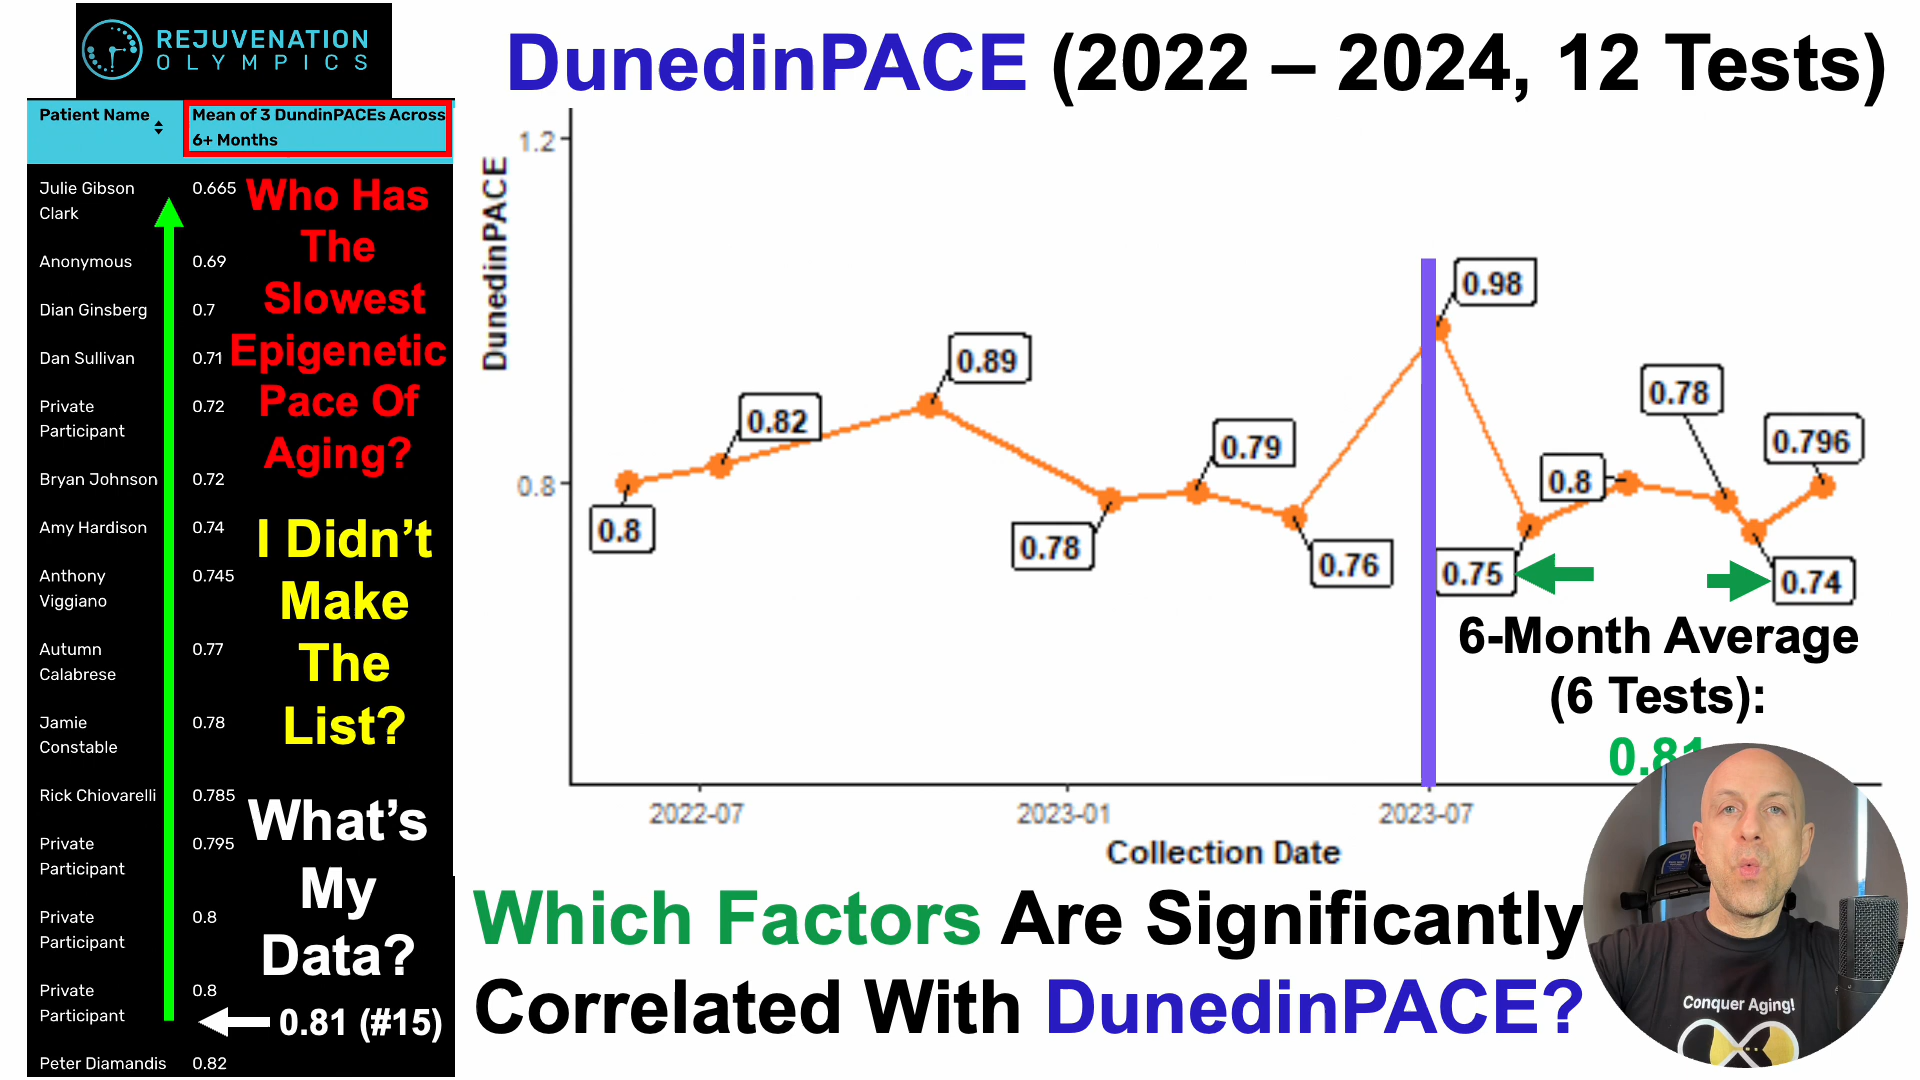 REJUVENATION
OLYMPICS
Patient Name
Mean of 3 DundinPACEs Across
6+ Months
Julie Gibson
Clark
0.665
Anonymous
0.69
Dian Ginsberg
0.7
Dan Sullivan
0.71
Private
Participant
0.72
Bryan Johnson
0.72
Amy Hardison
0.74
Anthony
Viggiano
0.745
Autumn
Calabrese
0.77
Jamie
Constable
0.78
Rick Chiovarelli
0.785
Private
Participant
0.795
Private
Participant
0.8
Private
Participant
0.8
Peter Diamandis
0.82
Who Has
The
Slowest
Epigenetic
Pace Of
Aging?
I Didn't
Make
The
List?
What's
My
Data?
0.81 (#15)
DunedinPACE (2022 – 2024, 12 Tests)
DunedinPACE
1.2
0.8
0.8
0.82
0.89
0.78
0.79
0.76
0.98
0.75
0.8
0.78
0.74
0.796
6-Month Average
(6 Tests):
0.81
2022-07
2023-01
2023-07
Collection Date
Which Factors Are Significantly
Correlated With DunedinPACE?
Conquer Aging!